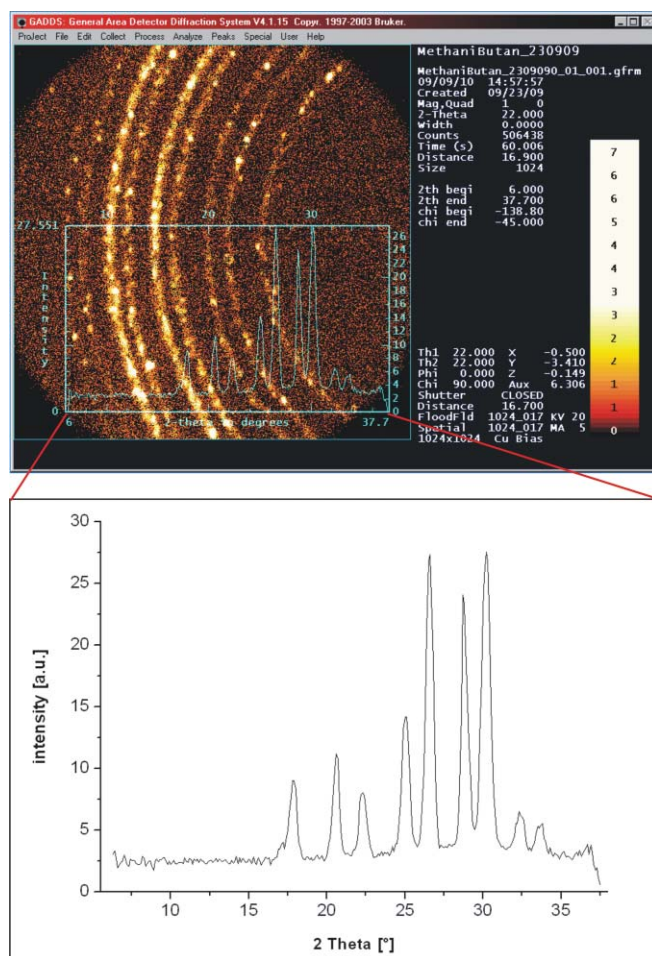 GADDS: General Area Detector Diffraction System V4.1.15 Copyr. 1997-2003 Bruker.
Project File Edit Collect Process Analyze Peaks Special User Help
MethaniButan_230909
MethaniButan_2309090_01_001.gfrm
09/09/10 14:57:57
Created 09/23/09
Mag,Quad 1 0
2-Theta 22.000
Width 0.0000
Counts 506438
Time (s) 60.006
Distance 16.900
Size 1024
2th begi 6.000
2th end 37.700
chi begi -138.80
chi end -45.000
7
6
6
5
4
4
3
3
2
2
1
1
0
10 20 30
27.551
Intensity
26
24
22
20
18
16
14
12
10
8
6
4
2
0
0
6 2-theta in degrees 37.7
Th1 22.000 X -0.500
Th2 22.000 Y -3.410
Phi 0.000 Z -0.149
Chi 90.000 Aux 6.306
Shutter CLOSED
Distance 16.700
FloodFld 1024_017 KV 20
Spatial 1024_017 MA 5
1024x1024 Cu Bias
30
25
20
15
10
5
0
intensity [a.u.]
10 15 20 25 30 35
2 Theta [°]